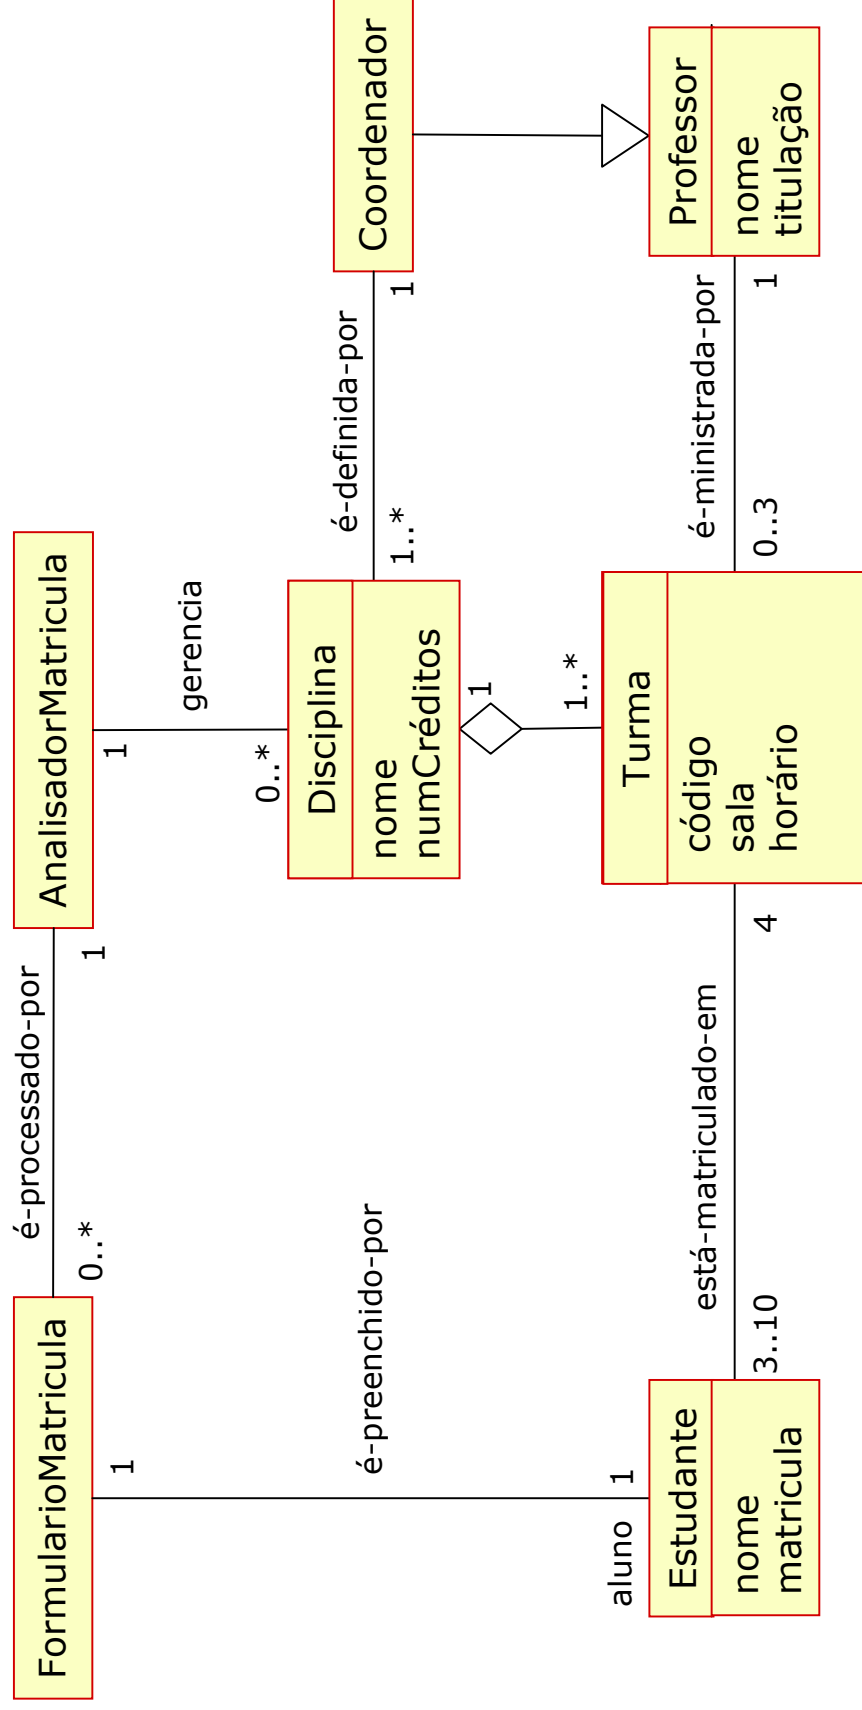 FormularioMatricula
0..*
é-processado-por
1
AnalisadorMatricula
1
1
gerencia
0..*
é-preenchido-por
Disciplina
nome
numCréditos
1..*
é-definida-por
1
Coordenador
1
1..*
aluno
1
Estudante
nome
matricula
3..10
está-matriculado-em
4
Turma
código
sala
horário
0..3
é-ministrada-por
1
Professor
nome
titulação